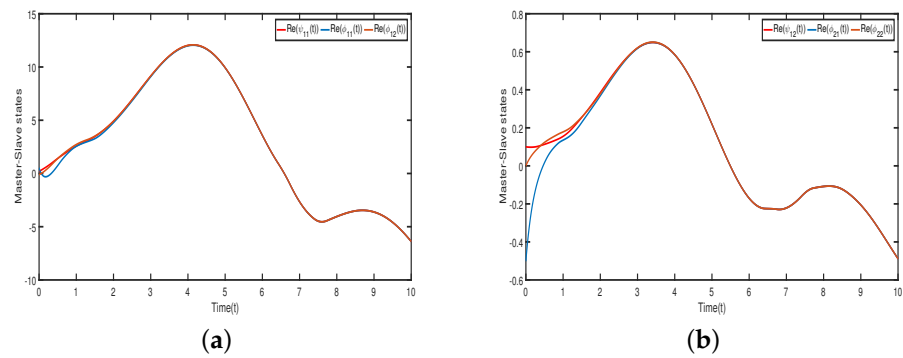 Re(ψ11(t)) Re(ϕ11(t)) Re(ϕ12(t))
Master-Slave states
15
10
5
0
-5
-10
0 1 2 3 4 5 6 7 8 9 10
Time(t)
(a)
Re(ψ12(t)) Re(ϕ21(t)) Re(ϕ22(t))
Master-Slave states
0.8
0.6
0.4
0.2
0
-0.2
-0.4
-0.6
0 1 2 3 4 5 6 7 8 9 10
Time(t)
(b)